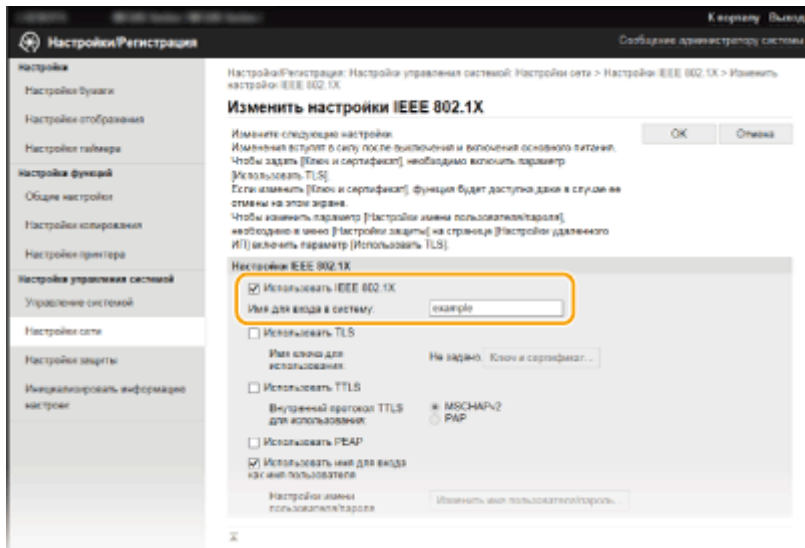 К порталу Выход
Настройки/Регистрация
Сообщение администратору системы
Настройки
Настройки бумаги
Настройки отображения
Настройки таймера
Настройки функций
Общие настройки
Настройки копирования
Настройки принтера
Настройки управления системой
Управление системой
Настройки сети
Настройки защиты
Инициализировать информацию
настроек
Настройки/Регистрация: Настройки управления системой: Настройки сети > Настройки IEEE 802.1X > Изменить
настройки IEEE 802.1X
Изменить настройки IEEE 802.1X
OK Отмена
Измените следующие настройки.
Изменения вступят в силу после выключения и включения основного питания.
Чтобы задать [Ключ и сертификат], необходимо включить параметр
[Использовать TLS].
Если изменить [Ключ и сертификат], функция будет доступна даже в случае ее
отмены на этом экране.
Чтобы изменить параметр [Настройки имени пользователя/пароля],
необходимо в меню [Настройки защиты] на странице [Настройки удаленного
ИП] включить параметр [Использовать TLS].
Настройки IEEE 802.1X
Использовать IEEE 802.1X
Имя для входа в систему: example
Использовать TLS
Имя ключа для
использования: Не задано. Ключ и сертификат...
Использовать TTLS
Внутренний протокол TTLS
для использования: MSCHAPv2
PAP
Использовать PEAP
Использовать имя для входа
как имя пользователя
Настройки имени
пользователя/пароля Изменить имя пользователя/пароль...